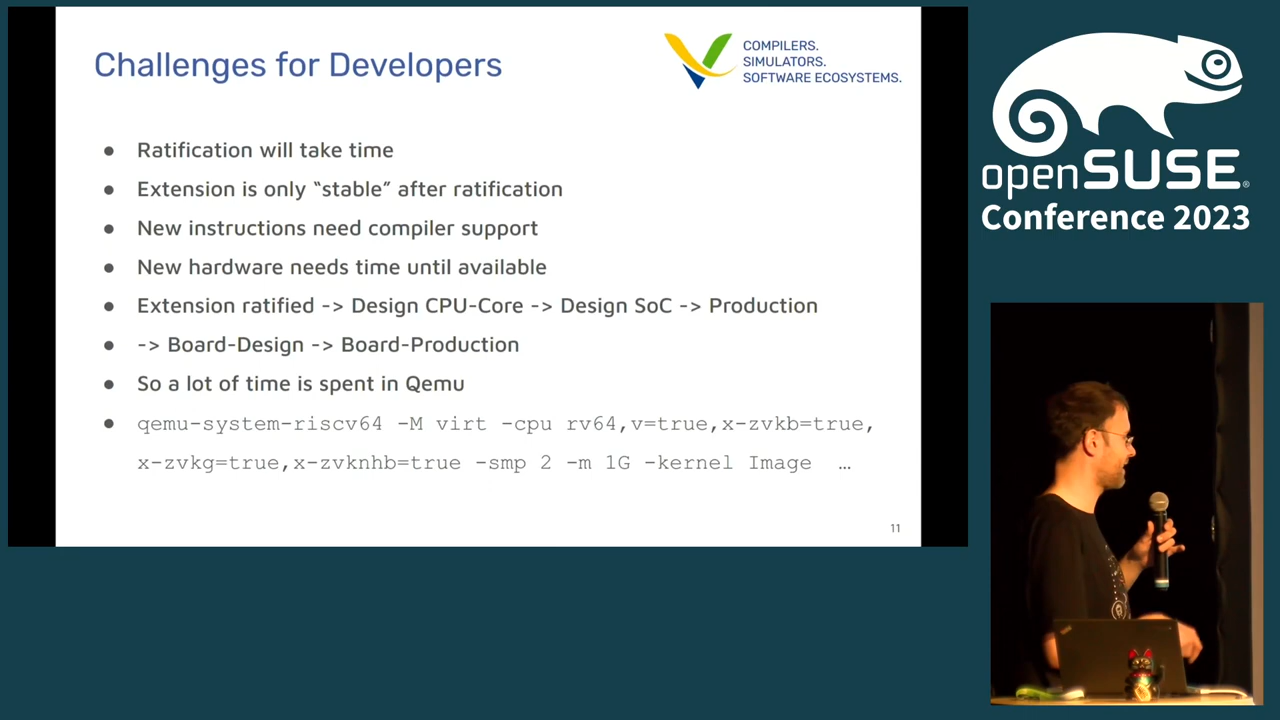 Challenges for Developers
COMPILERS.
SIMULATORS.
SOFTWARE ECOSYSTEMS.
● Ratification will take time
● Extension is only “stable” after ratification
● New instructions need compiler support
● New hardware needs time until available
● Extension ratified -> Design CPU-Core -> Design SoC -> Production
● -> Board-Design -> Board-Production
● So a lot of time is spent in Qemu
● qemu-system-riscv64 -M virt -cpu rv64,v=true,x-zvkb=true,
x-zvkg=true,x-zvknhb=true -smp 2 -m 1G -kernel Image …
11
openSUSE®
Conference 2023